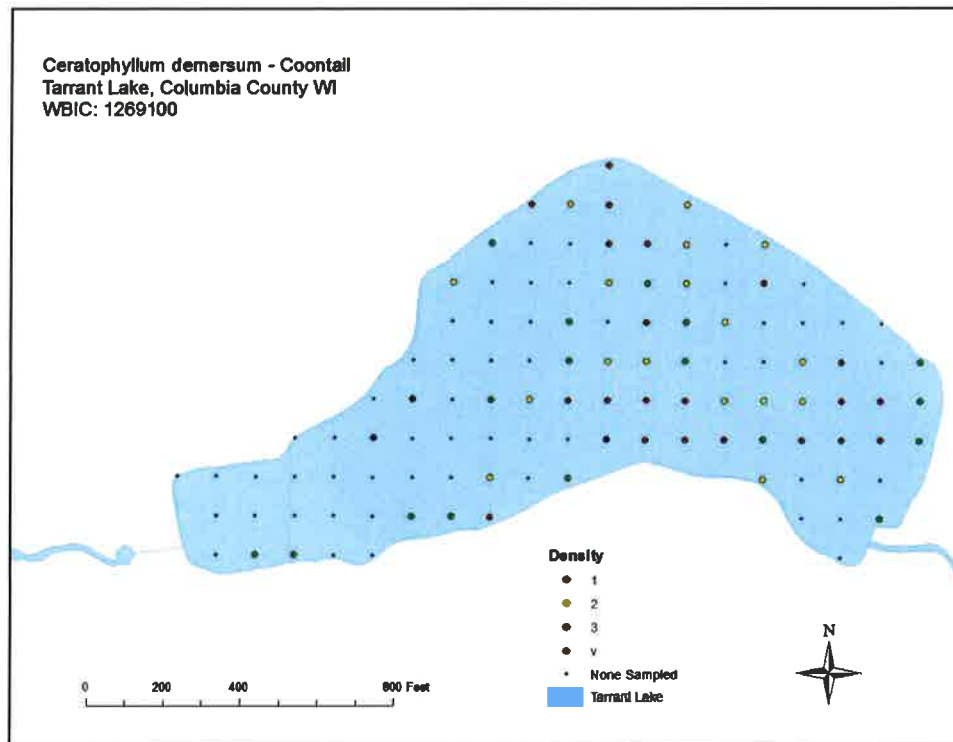 Ceratophyllum demersum - Coontail
Tarrant Lake, Columbia County WI
WBIC: 1269100
Density
1
2
3
v
None Sampled
Tarrant Lake
N
0 200 400 800 Feet